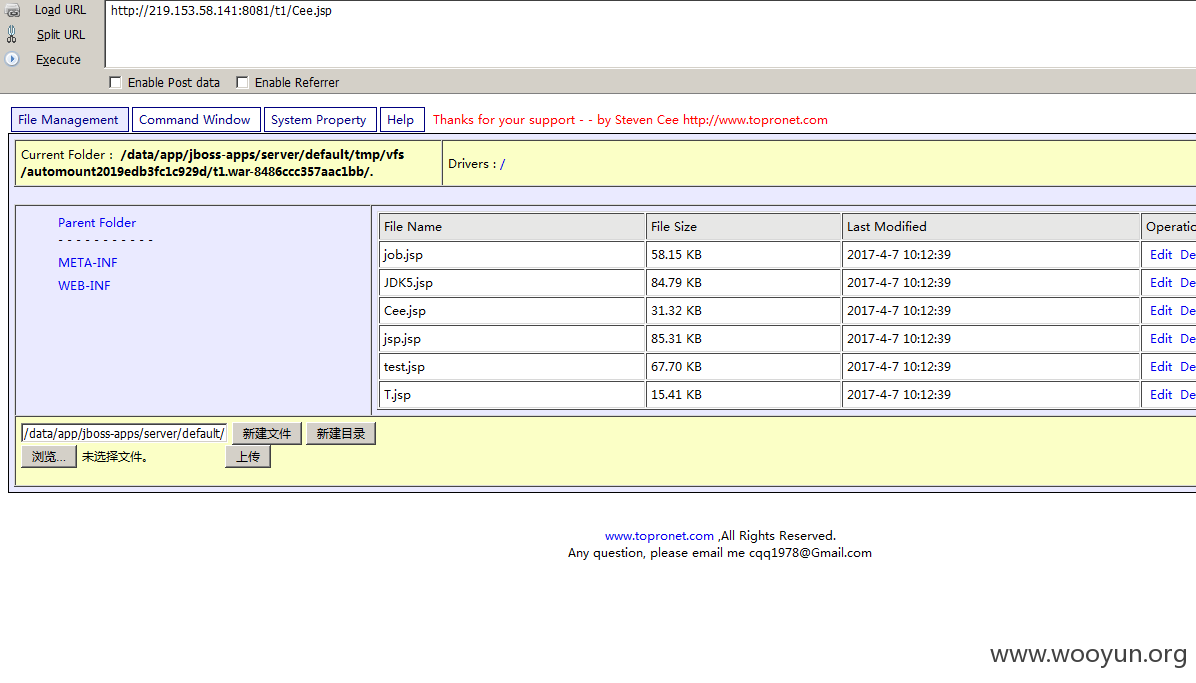 Load URL
http://219.153.58.141:8081/t1/Cee.jsp
Split URL
Execute
Enable Post data Enable Referrer
File Management Command Window System Property Help Thanks for your support - - by Steven Cee http://www.topronet.com
Current Folder : /data/app/jboss-apps/server/default/tmp/vfs
/automount2019edb3fc1c929d/t1.war-8486ccc357aac1bb/.
Drivers : /
Parent Folder
- - - - - - - - - - -
META-INF
WEB-INF
File Name File Size Last Modified Operatio
job.jsp 58.15 KB 2017-4-7 10:12:39 Edit De
JDK5.jsp 84.79 KB 2017-4-7 10:12:39 Edit De
Cee.jsp 31.32 KB 2017-4-7 10:12:39 Edit De
jsp.jsp 85.31 KB 2017-4-7 10:12:39 Edit De
test.jsp 67.70 KB 2017-4-7 10:12:39 Edit De
T.jsp 15.41 KB 2017-4-7 10:12:39 Edit De
/data/app/jboss-apps/server/default/ 新建文件 新建目录
浏览... 未选择文件。 上传
www.topronet.com ,All Rights Reserved.
Any question, please email me cqq1978@Gmail.com
www.wooyun.org